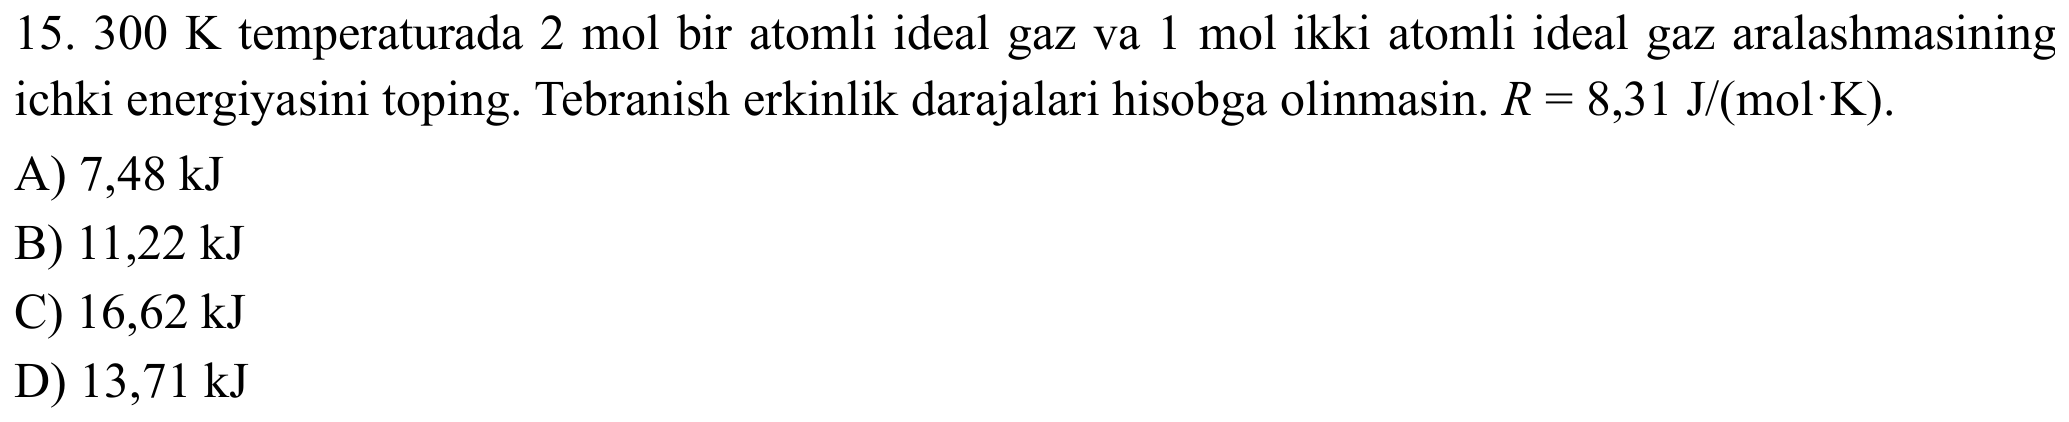 15. 300 K temperaturada 2 mol bir atomli ideal gaz va 1 mol ikki atomli ideal gaz aralashmasining
ichki energiyasini toping. Tebranish erkinlik darajalari hisobga olinmasin. R = 8,31 J/(mol·K).
A) 7,48 kJ
B) 11,22 kJ
C) 16,62 kJ
D) 13,71 kJ